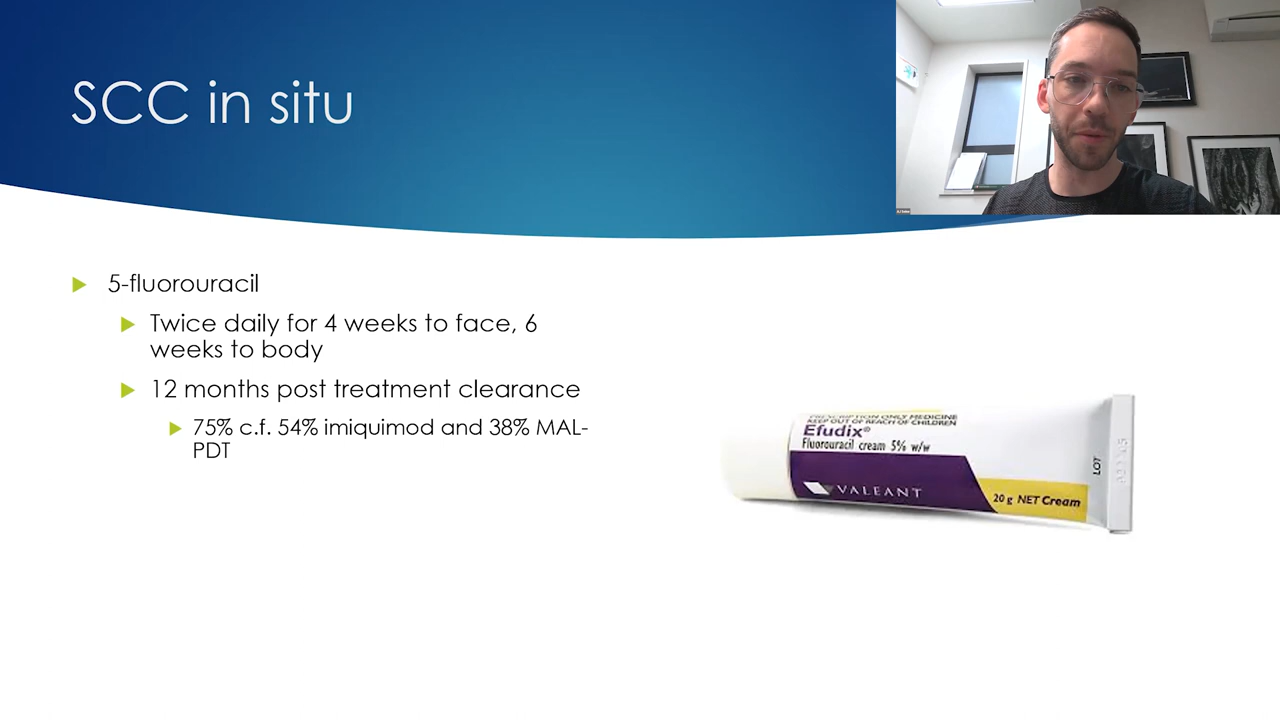 SCC in situ
5-fluorouracil
Twice daily for 4 weeks to face, 6
weeks to body
12 months post treatment clearance
75% c.f. 54% imiquimod and 38% MAL-
PDT
PRESCRIPTION ONLY MEDICINE
KEEP OUT OF REACH OF CHILDREN
Efudix®
Fluorouracil cream 5% w/w
VALEANT
20 g NET Cream
LOT